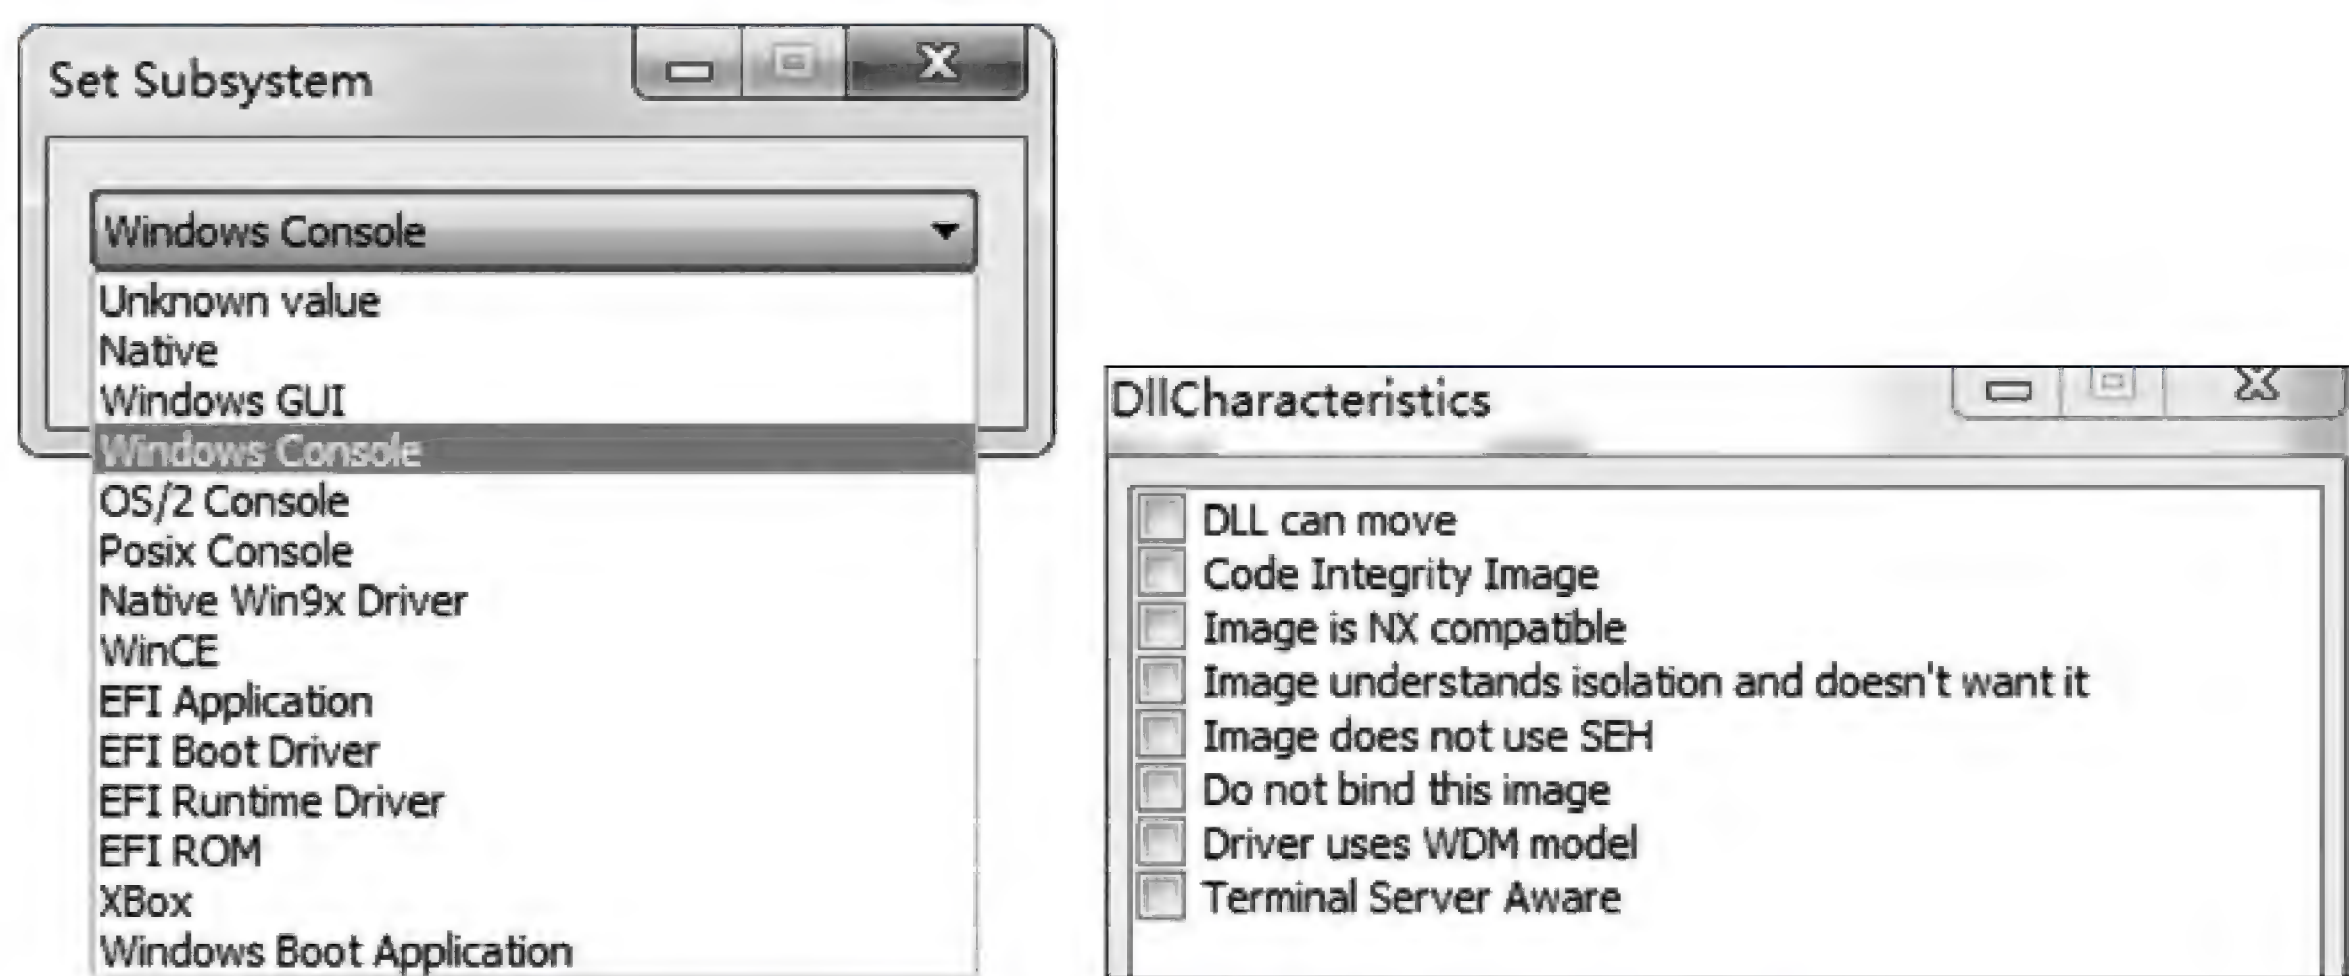 Set Subsystem
Windows Console
Unknown value
Native
Windows GUI
Windows Console
OS/2 Console
Posix Console
Native Win9x Driver
WinCE
EFI Application
EFI Boot Driver
EFI Runtime Driver
EFI ROM
XBox
Windows Boot Application
DllCharacteristics
DLL can move
Code Integrity Image
Image is NX compatible
Image understands isolation and doesn't want it
Image does not use SEH
Do not bind this image
Driver uses WDM model
Terminal Server Aware